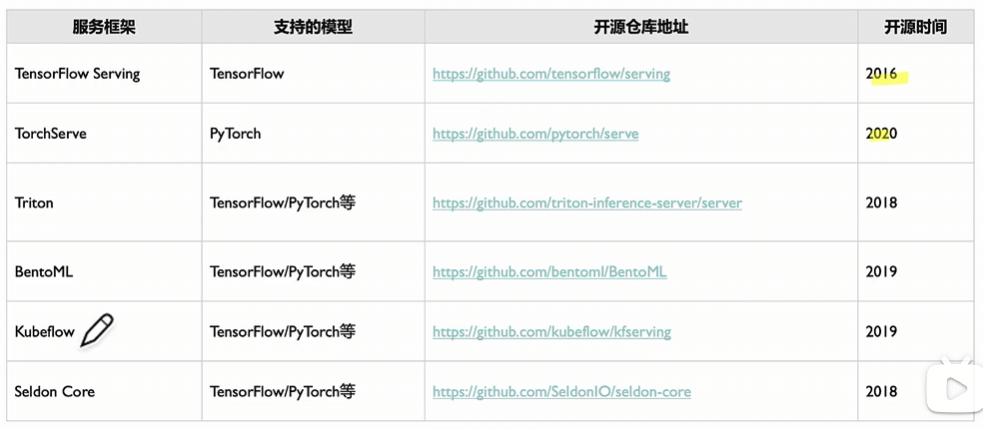 服务框架 支持的模型 开源仓库地址 开源时间
TensorFlow Serving TensorFlow https://github.com/tensorflow/serving 2016
TorchServe PyTorch https://github.com/pytorch/serve 2020
Triton TensorFlow/PyTorch等 https://github.com/triton-inference-server/server 2018
BentoML TensorFlow/PyTorch等 https://github.com/bentoml/BentoML 2019
Kubeflow TensorFlow/PyTorch等 https://github.com/kubeflow/kfserving 2019
Seldon Core TensorFlow/PyTorch等 https://github.com/SeldonIO/seldon-core 2018